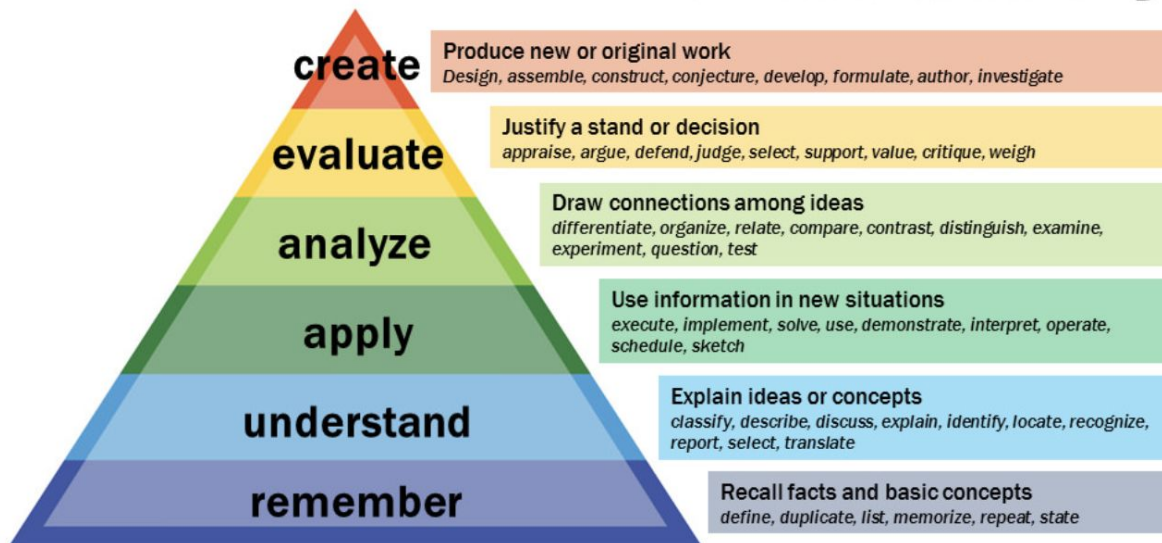 create
Produce new or original work
Design, assemble, construct, conjecture, develop, formulate, author, investigate
evaluate
Justify a stand or decision
appraise, argue, defend, judge, select, support, value, critique, weigh
analyze
Draw connections among ideas
differentiate, organize, relate, compare, contrast, distinguish, examine,
experiment, question, test
apply
Use information in new situations
execute, implement, solve, use, demonstrate, interpret, operate,
schedule, sketch
understand
Explain ideas or concepts
classify, describe, discuss, explain, identify, locate, recognize,
report, select, translate
remember
Recall facts and basic concepts
define, duplicate, list, memorize, repeat, state